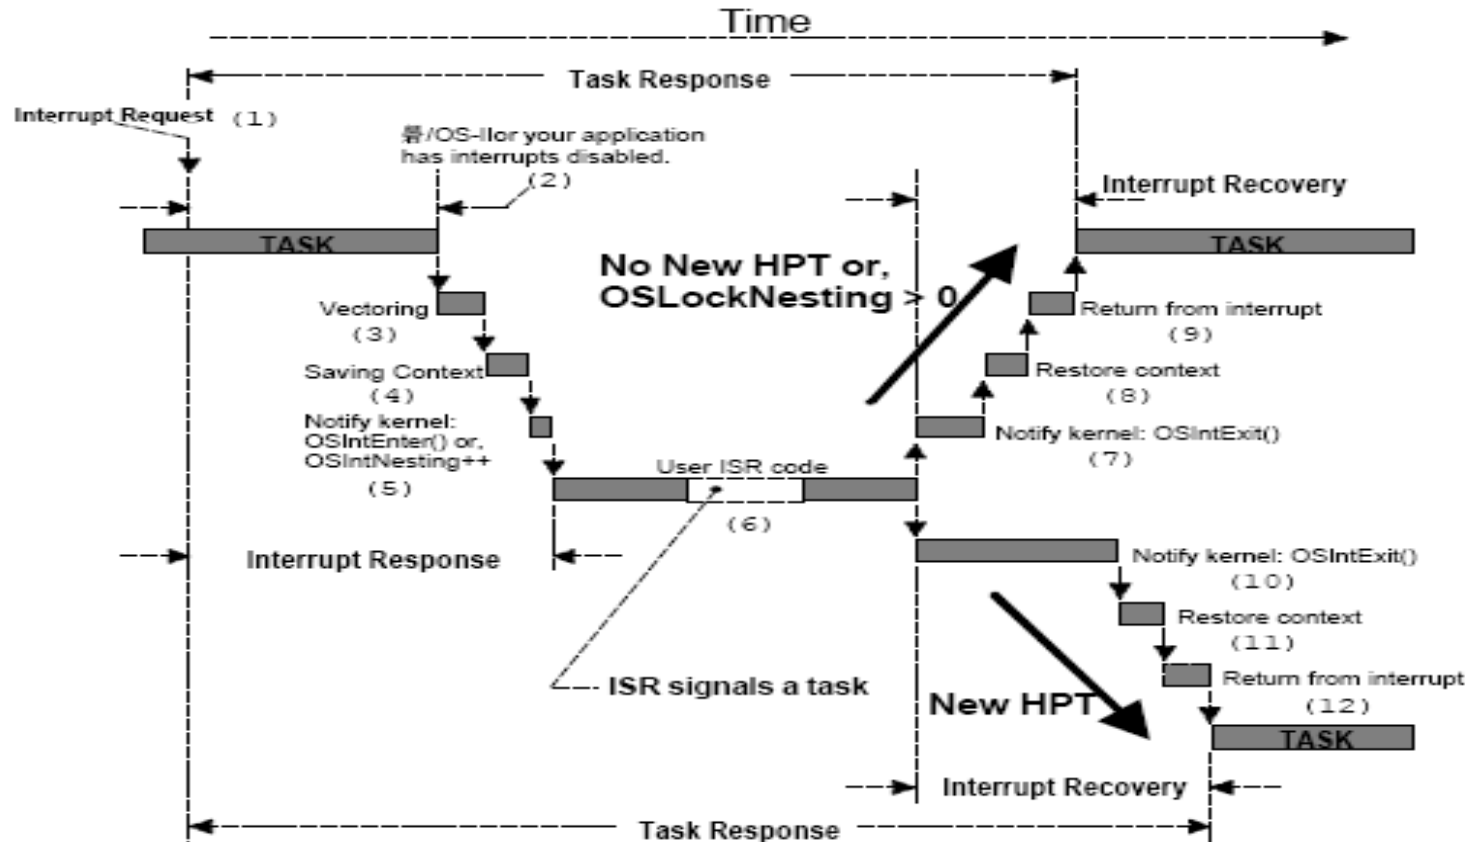 Time
Task Response
Interrupt Request (1)
뽥/OS-IIor your application
has interrupts disabled.
(2)
Interrupt Recovery
TASK
TASK
No New HPT or,
OSLockNesting > 0
Vectoring
(3)
Return from interrupt
(9)
Saving Context
(4)
Restore context
(8)
Notify kernel:
OSIntEnter() or,
OSIntNesting++
(5)
Notify kernel: OSIntExit()
(7)
User ISR code
(6)
Interrupt Response
Notify kernel: OSIntExit()
(10)
Restore context
(11)
ISR signals a task
Return from interrupt
(12)
New HPT
TASK
Interrupt Recovery
Task Response